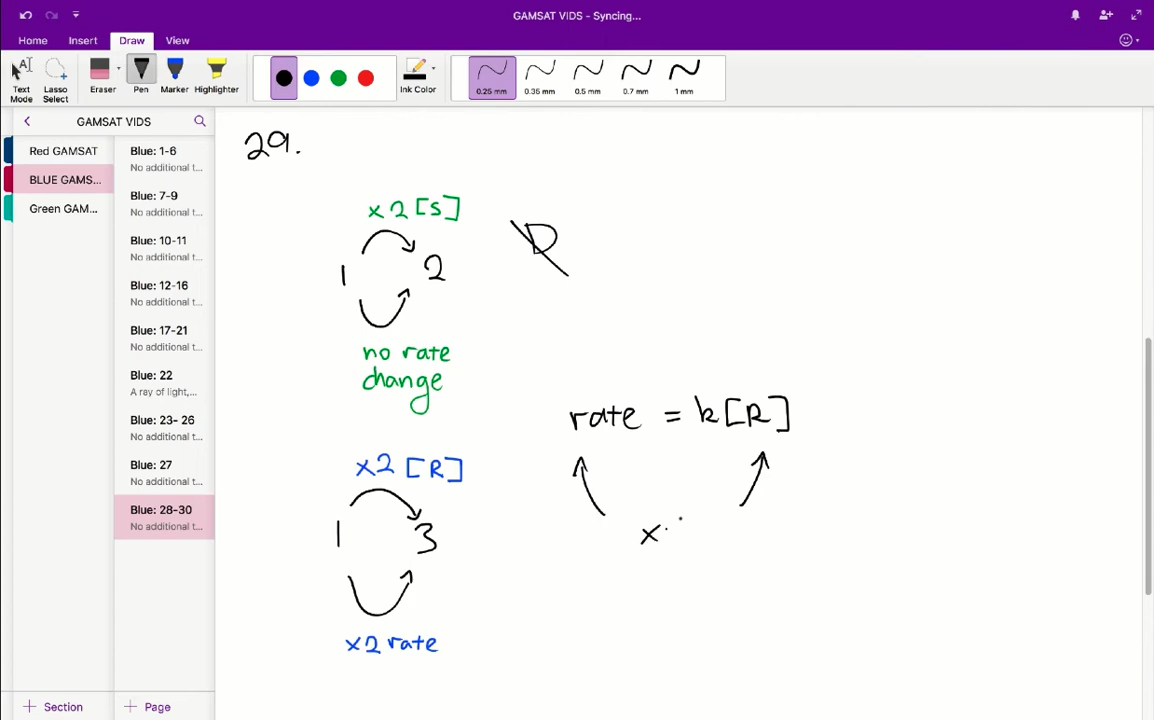 GAMSAT VIDS - Syncing...
Home Insert Draw View
Text Mode
Lasso Select
Eraser
Pen
Marker
Highlighter
Ink Color
0.25 mm
0.35 mm
0.5 mm
0.7 mm
1 mm
GAMSAT VIDS
Red GAMSAT
BLUE GAMS...
Green GAM...
Blue: 1-6
No additional t...
Blue: 7-9
No additional t...
Blue: 10-11
No additional t...
Blue: 12-16
No additional t...
Blue: 17-21
No additional t...
Blue: 22
A ray of light,...
Blue: 23- 26
No additional t...
Blue: 27
No additional t...
Blue: 28-30
No additional t...
Section
Page
29.
x2 [S]
1 2
D
no rate
change
rate = k[R]
x2 [R]
1 3
x
x2 rate